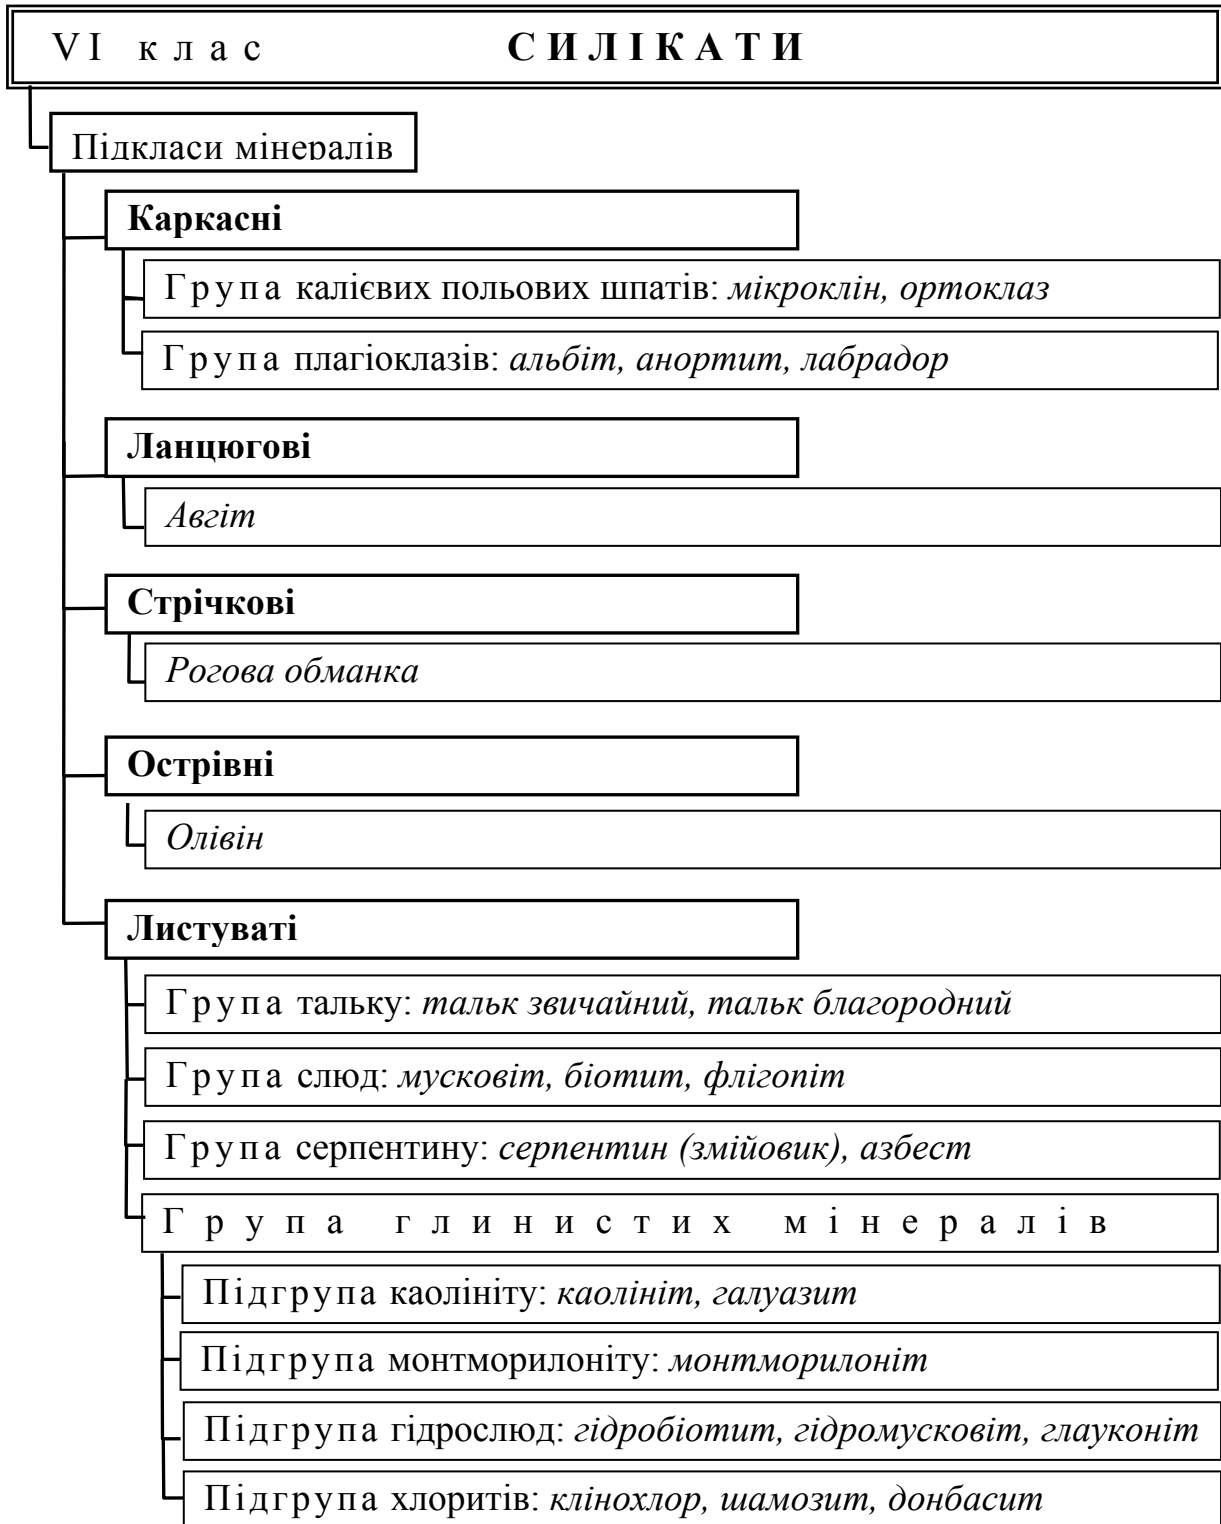 VI клас СИЛІКАТИ
Підкласи мінералів
Каркасні
Група калієвих польових шпатів: мікроклін, ортоклаз
Група плагіоклазів: альбіт, анортит, лабрадор
Ланцюгові
Авгіт
Стрічкові
Рогова обманка
Острівні
Олівін
Листуваті
Група тальку: тальк звичайний, тальк благородний
Група слюд: мусковіт, біотит, флігопіт
Група серпентину: серпентин (змійовик), азбест
Група глинистих мінералів
Підгрупа каолініту: каолініт, галуазит
Підгрупа монтморилоніту: монтморилоніт
Підгрупа гідрослюд: гідробіотит, гідромусковіт, глауконіт
Підгрупа хлоритів: клінохлор, шамозит, донбасит